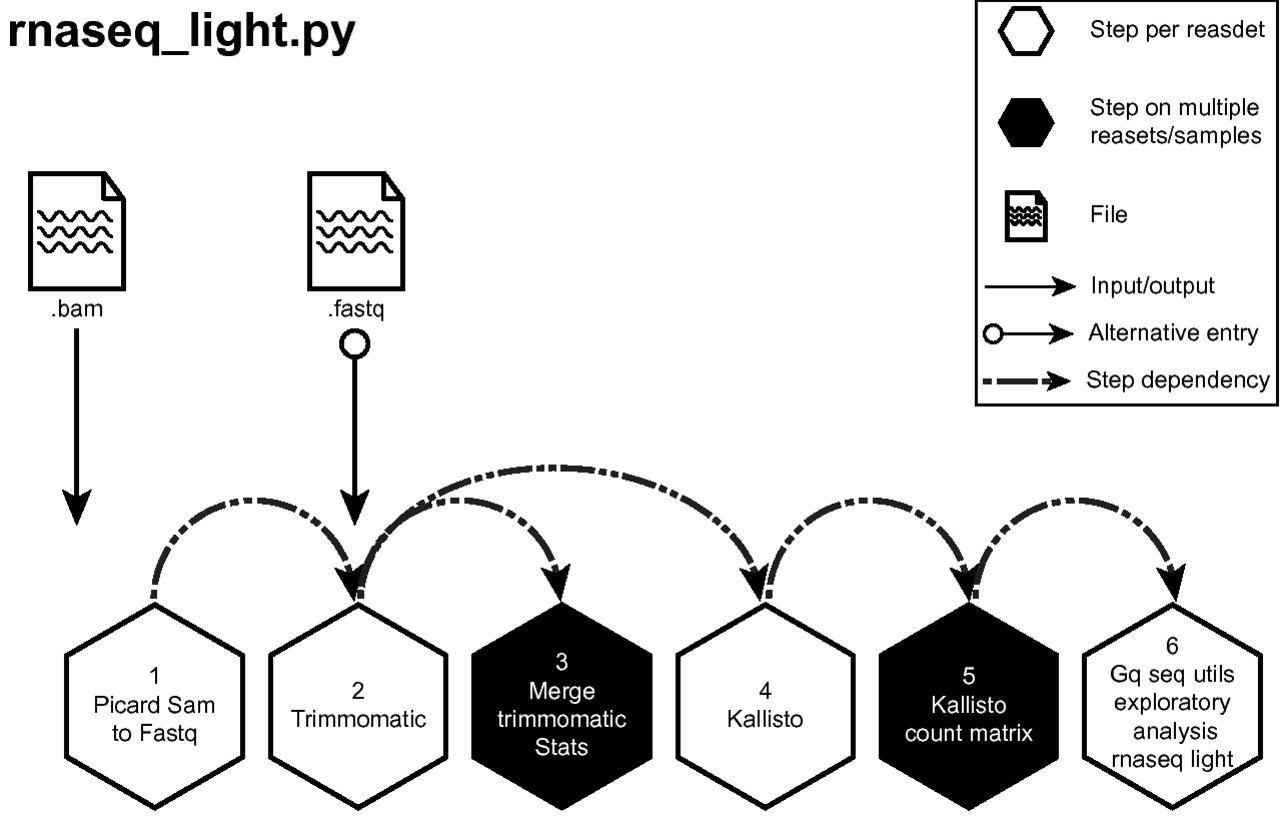 rnaseq_light.py
Step per reasdet
Step on multiple
reasets/samples
File
Input/output
Alternative entry
Step dependency
.bam
.fastq
1
Picard Sam
to Fastq
2
Trimmomatic
3
Merge
trimmomatic
Stats
4
Kallisto
5
Kallisto
count matrix
6
Gq seq utils
exploratory
analysis
rnaseq light